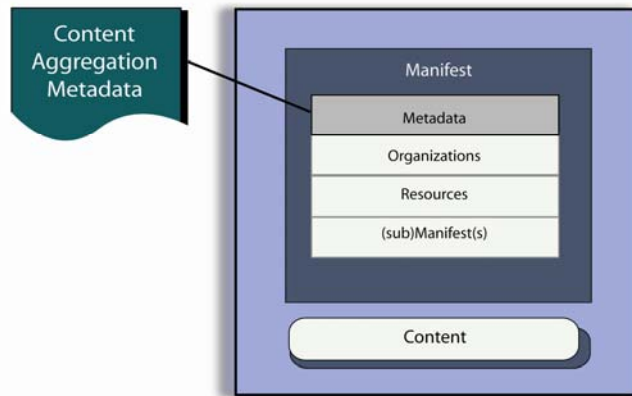 Content
Aggregation
Metadata
Manifest
Metadata
Organizations
Resources
(sub)Manifest(s)
Content